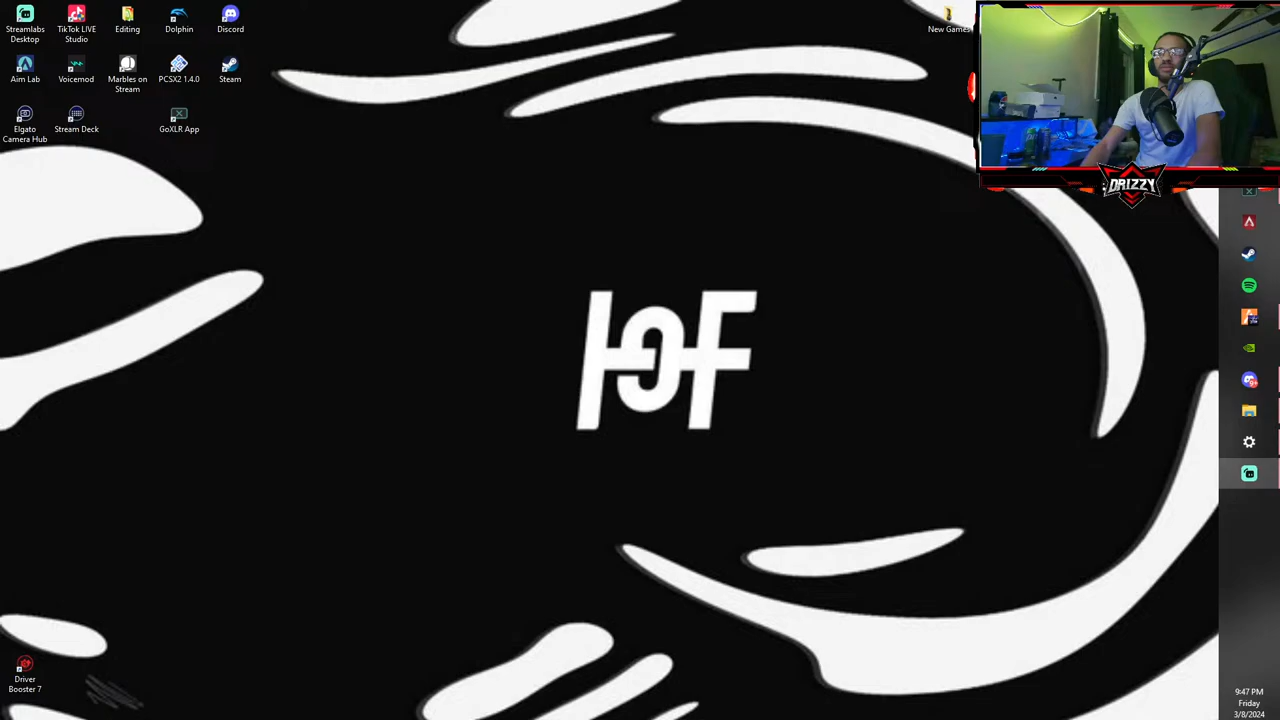 Streamlabs
Desktop
TikTok LIVE
Studio
Editing
Dolphin
Discord
New Games
Aim Lab
Voicemod
Marbles on
Stream
PCSX2 1.4.0
Steam
Elgato
Camera Hub
Stream Deck
GoXLR App
DRIZZY
HOF
Driver
Booster 7
9:47 PM
Friday
3/8/2024